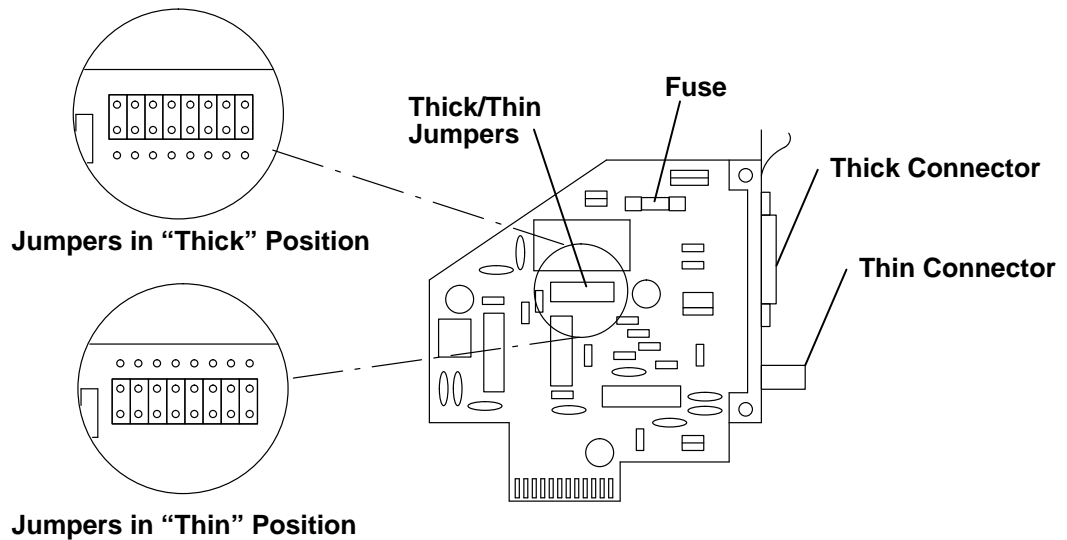 Fuse
Thick/Thin
Jumpers
Thick Connector
Jumpers in “Thick” Position
Thin Connector
Jumpers in “Thin” Position